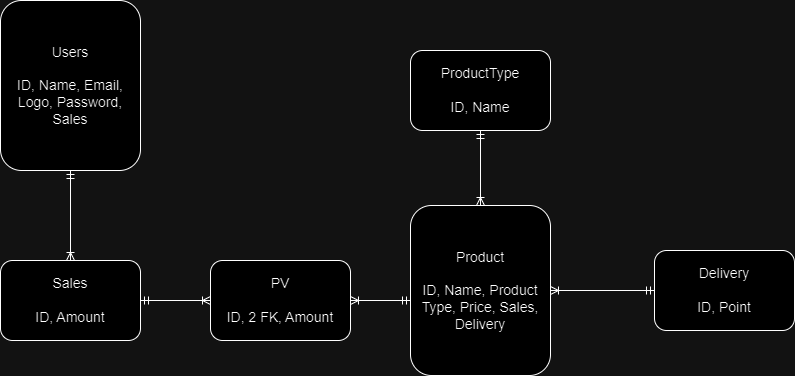 Users
ID, Name, Email,
Logo, Password,
Sales
ProductType
ID, Name
Sales
ID, Amount
PV
ID, 2 FK, Amount
Product
ID, Name, Product
Type, Price, Sales,
Delivery
Delivery
ID, Point